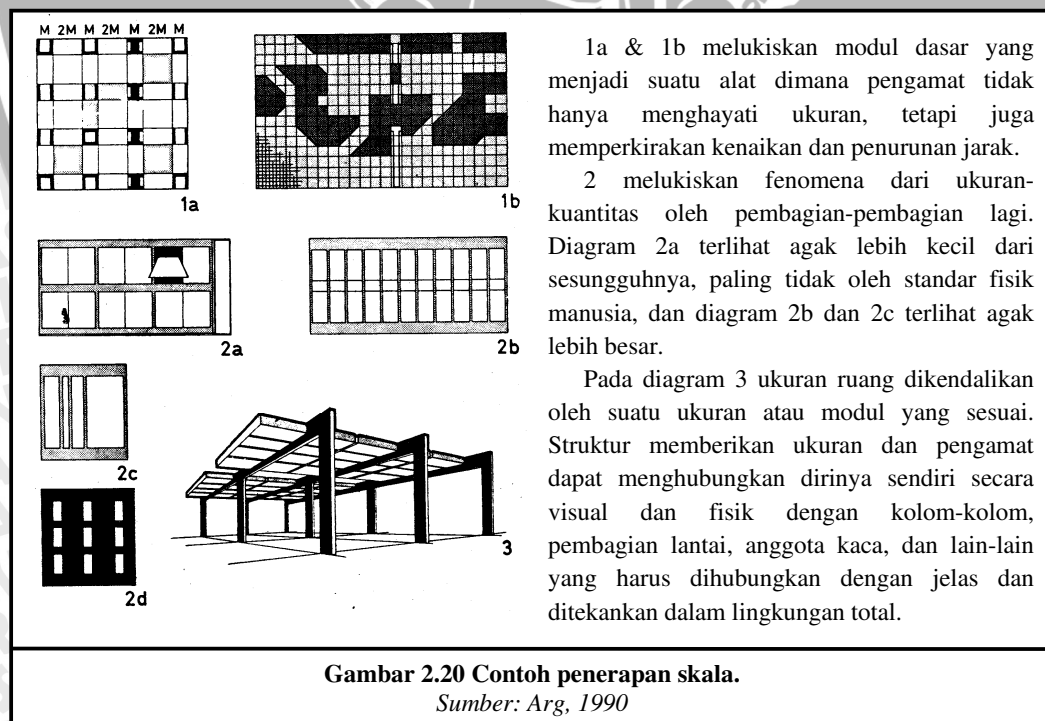 M 2M M 2M M 2M M
1a
1b
2a
2b
2c
2d
3
1a & 1b melukiskan modul dasar yang
menjadi suatu alat dimana pengamat tidak
hanya menghayati ukuran, tetapi juga
memperkirakan kenaikan dan penurunan jarak.
2 melukiskan fenomena dari ukuran-
kuantitas oleh pembagian-pembagian lagi.
Diagram 2a terlihat agak lebih kecil dari
sesungguhnya, paling tidak oleh standar fisik
manusia, dan diagram 2b dan 2c terlihat agak
lebih besar.
Pada diagram 3 ukuran ruang dikendalikan
oleh suatu ukuran atau modul yang sesuai.
Struktur memberikan ukuran dan pengamat
dapat menghubungkan dirinya sendiri secara
visual dan fisik dengan kolom-kolom,
pembagian lantai, anggota kaca, dan lain-lain
yang harus dihubungkan dengan jelas dan
ditekankan dalam lingkungan total.
Gambar 2.20 Contoh penerapan skala.
Sumber: Arg, 1990